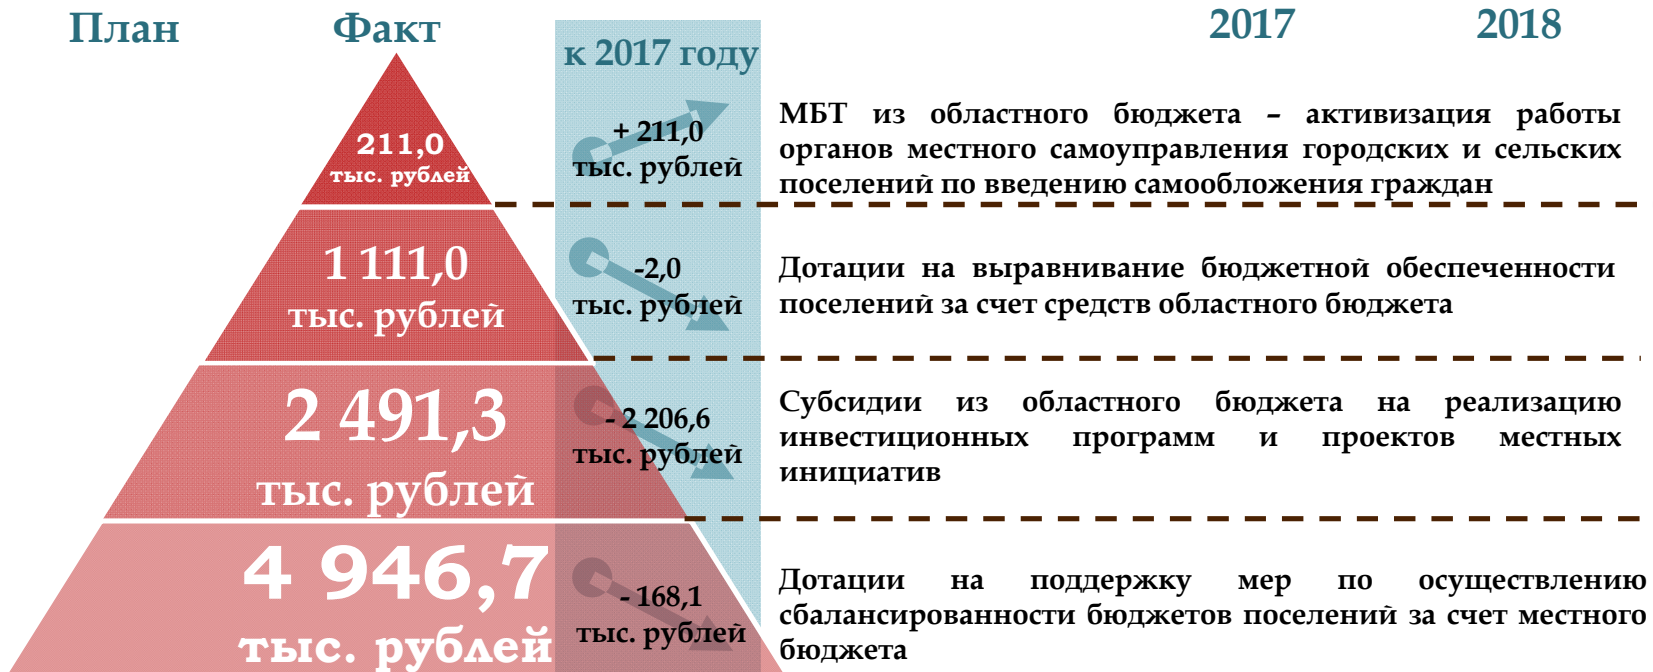 План Факт 2017 2018
к 2017 году
211,0
тыс. рублей
+ 211,0
тыс. рублей
МБТ из областного бюджета – активизация работы
органов местного самоуправления городских и сельских
поселений по введению самообложения граждан
1 111,0
тыс. рублей
-2,0
тыс. рублей
Дотации на выравнивание бюджетной обеспеченности
поселений за счет средств областного бюджета
2 491,3
тыс. рублей
- 2 206,6
тыс. рублей
Субсидии из областного бюджета на реализацию
инвестиционных программ и проектов местных
инициатив
4 946,7
тыс. рублей
- 168,1
тыс. рублей
Дотации на поддержку мер по осуществлению
сбалансированности бюджетов поселений за счет местного
бюджета